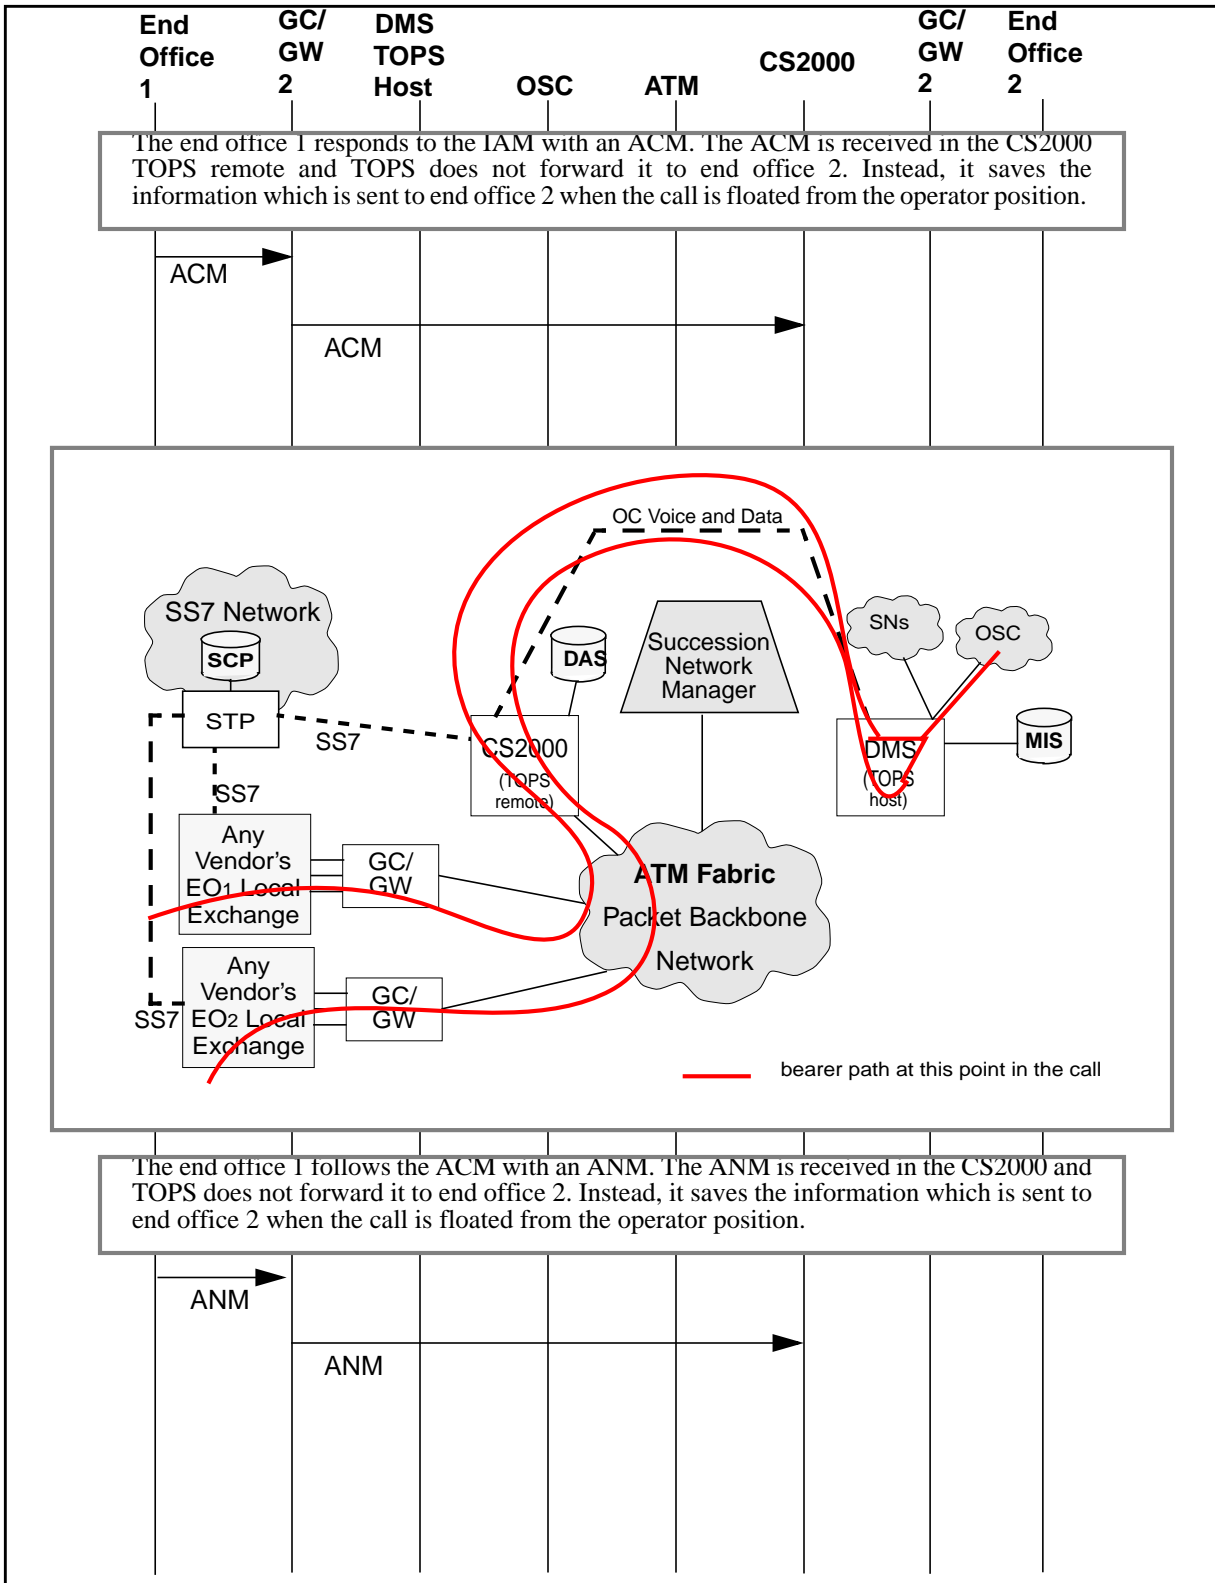 End
Office
1
GC/
GW
2
DMS
TOPS
Host
OSC
ATM
CS2000
GC/
GW
2
End
Office
2
The end office 1 responds to the IAM with an ACM. The ACM is received in the CS2000
TOPS remote and TOPS does not forward it to end office 2. Instead, it saves the
information which is sent to end office 2 when the call is floated from the operator position.
ACM
ACM
OC Voice and Data
SS7 Network
SCP
STP
SS7
SS7
DAS
Succession
Network
Manager
SNs
OSC
CS2000
(TOPS
remote)
DMS
(TOPS
host)
MIS
Any
Vendor's
EO1 Local
Exchange
GC/
GW
ATM Fabric
Packet Backbone
Network
Any
Vendor's
EO2 Local
Exchange
GC/
GW
SS7
bearer path at this point in the call
The end office 1 follows the ACM with an ANM. The ANM is received in the CS2000 and
TOPS does not forward it to end office 2. Instead, it saves the information which is sent to
end office 2 when the call is floated from the operator position.
ANM
ANM